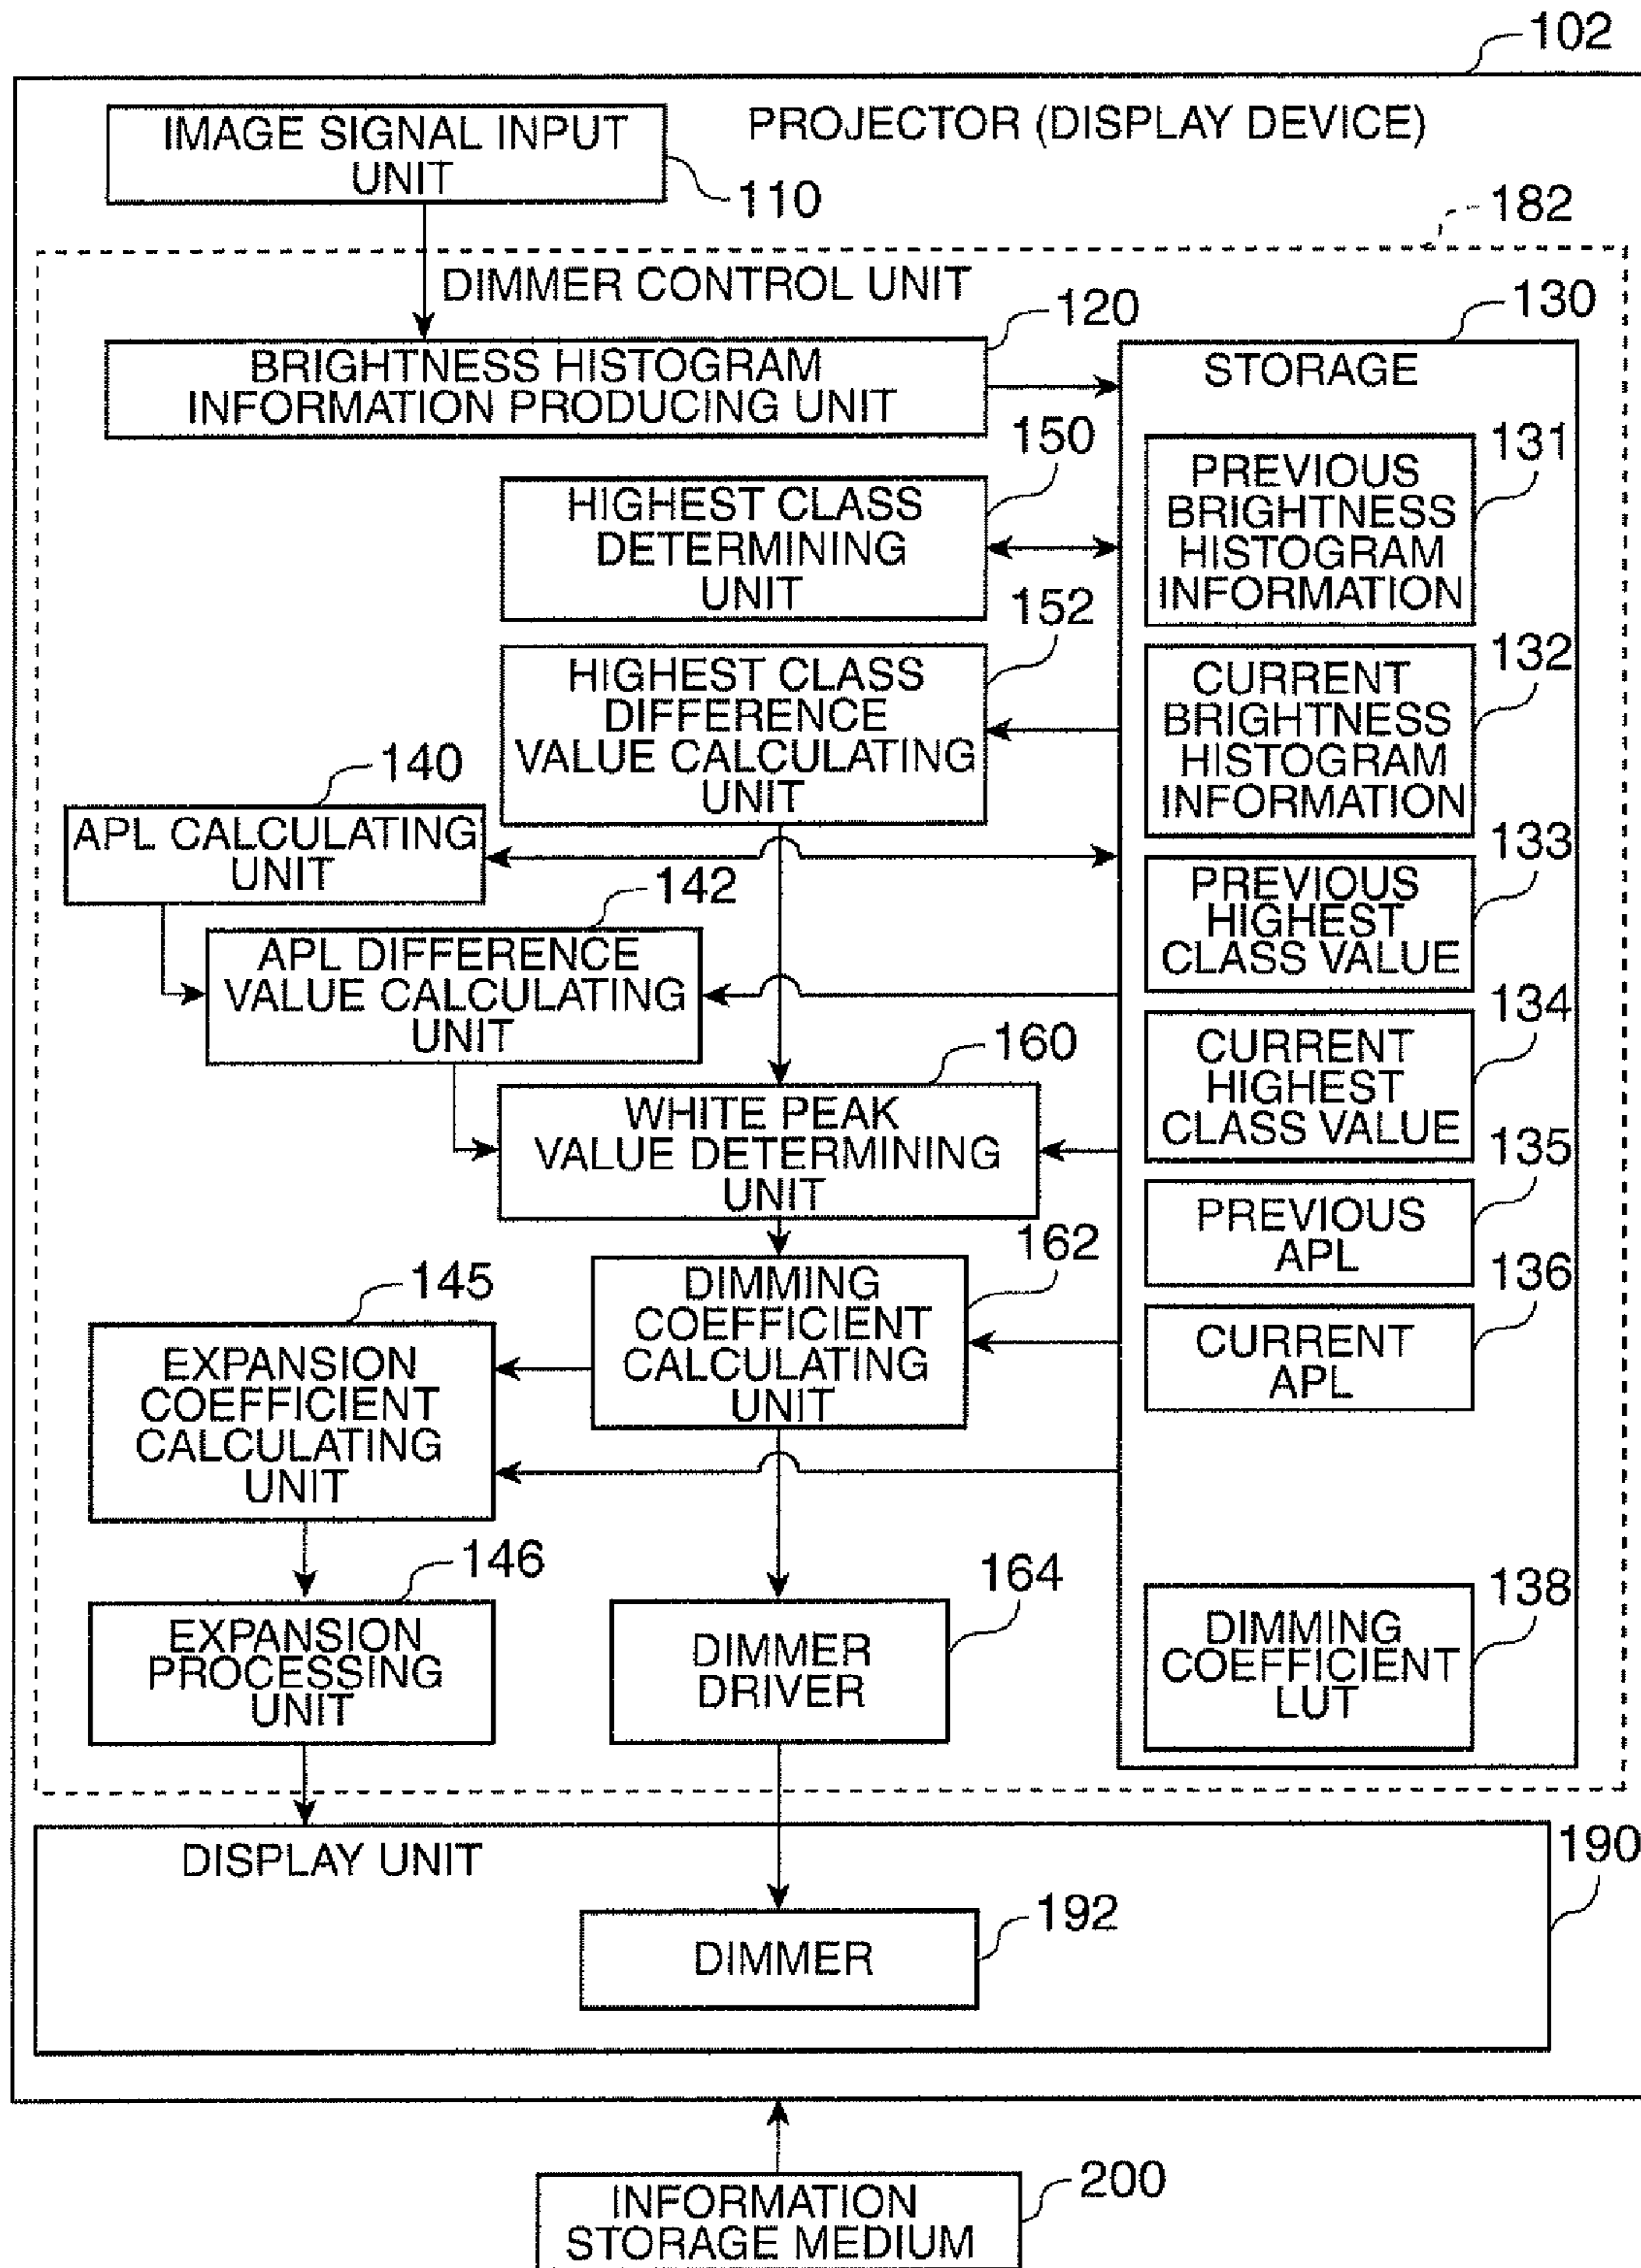 102
PROJECTOR (DISPLAY DEVICE)
IMAGE SIGNAL INPUT
UNIT
110
182
DIMMER CONTROL UNIT
120
BRIGHTNESS HISTOGRAM
INFORMATION PRODUCING UNIT
130
STORAGE
150
HIGHEST CLASS
DETERMINING
UNIT
131
PREVIOUS
BRIGHTNESS
HISTOGRAM
INFORMATION
152
HIGHEST CLASS
DIFFERENCE
VALUE CALCULATING
UNIT
132
CURRENT
BRIGHTNESS
HISTOGRAM
INFORMATION
140
APL CALCULATING
UNIT
133
PREVIOUS
HIGHEST
CLASS VALUE
142
APL DIFFERENCE
VALUE CALCULATING
UNIT
134
CURRENT
HIGHEST
CLASS VALUE
160
WHITE PEAK
VALUE DETERMINING
UNIT
135
PREVIOUS
APL
162
DIMMING
COEFFICIENT
CALCULATING
UNIT
136
CURRENT
APL
145
EXPANSION
COEFFICIENT
CALCULATING
UNIT
146
EXPANSION
PROCESSING
UNIT
164
DIMMER
DRIVER
138
DIMMING
COEFFICIENT
LUT
190
DISPLAY UNIT
192
DIMMER
200
INFORMATION
STORAGE MEDIUM